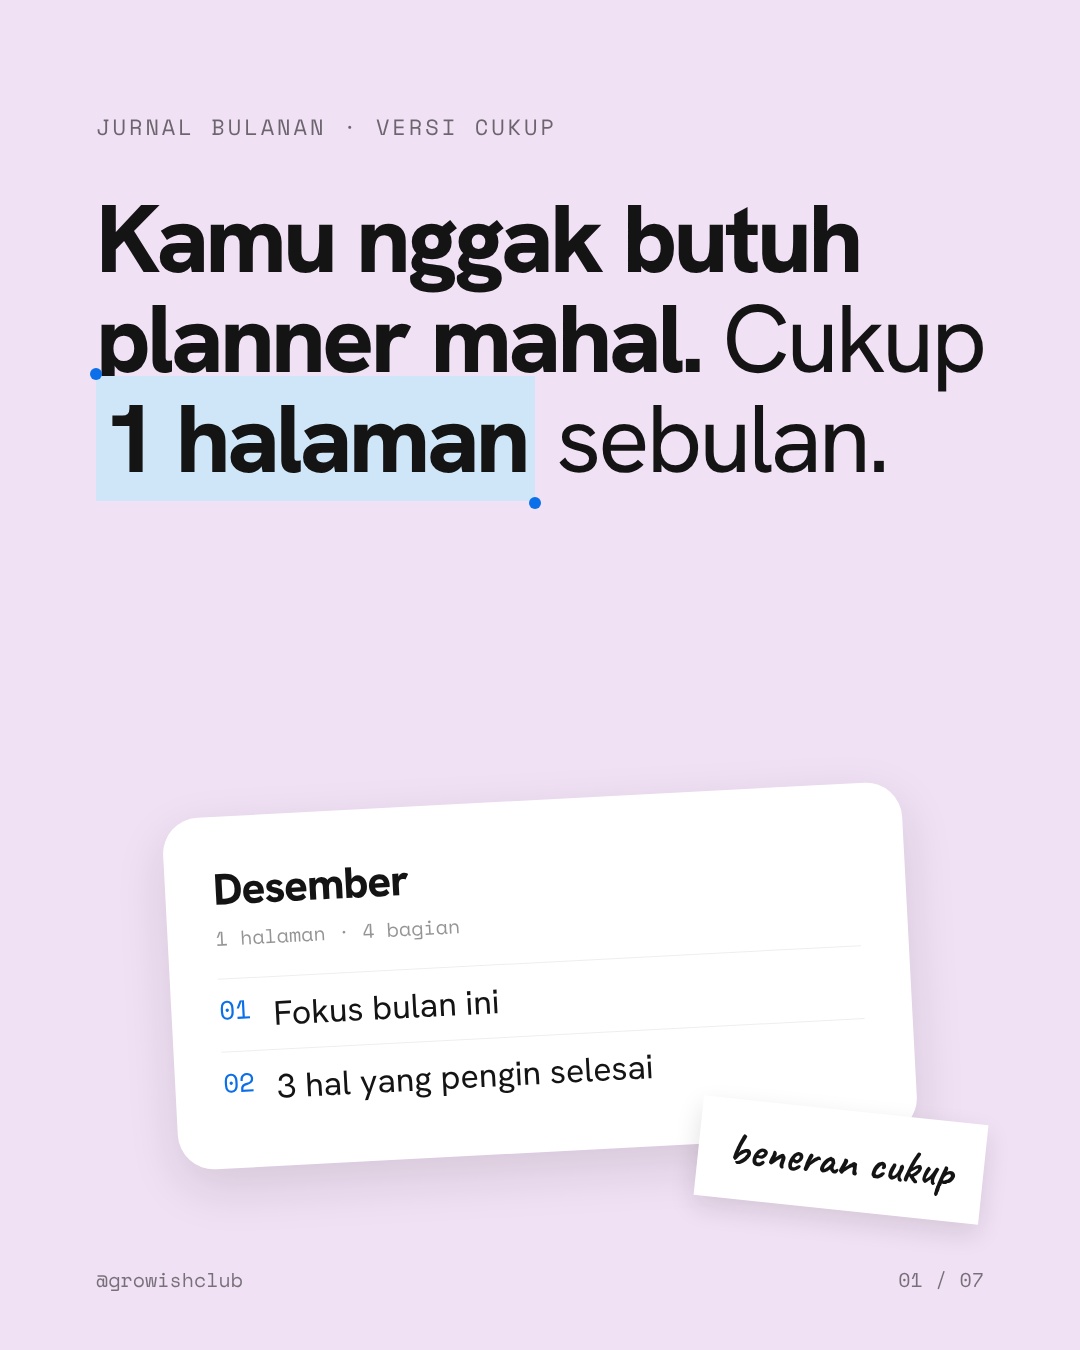 JURNAL BULANAN · VERSI CUKUP
Kamu nggak butuh
planner mahal. Cukup
1 halaman sebulan.
Desember
1 halaman · 4 bagian
01 Fokus bulan ini
02 3 hal yang pengin selesai
beneran cukup
@growishclub
01 / 07